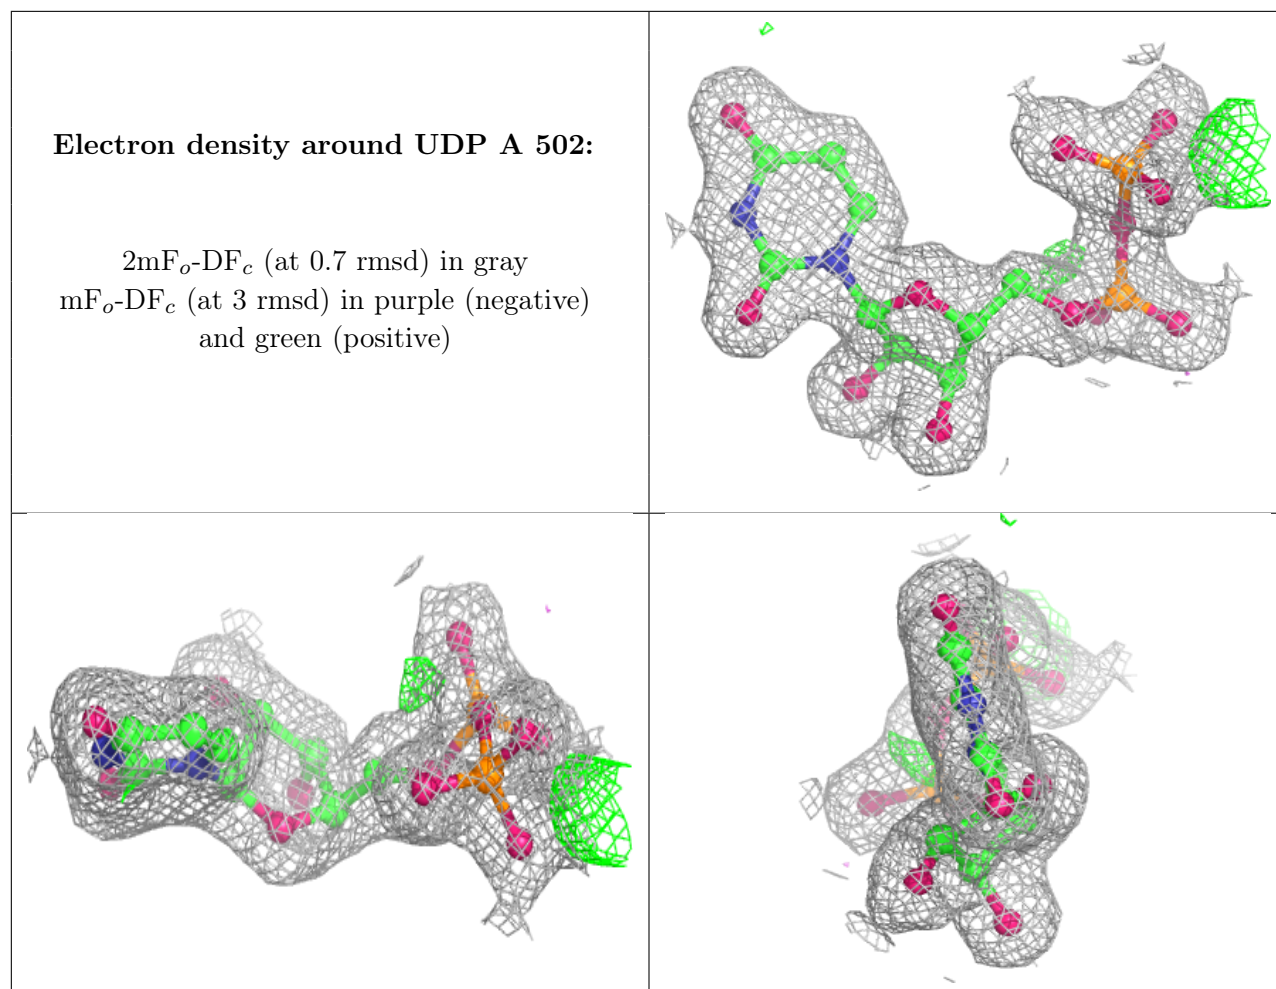 Electron density around UDP A 502:
2mFo-DFc (at 0.7 rmsd) in gray
mFo-DFc (at 3 rmsd) in purple (negative)
and green (positive)